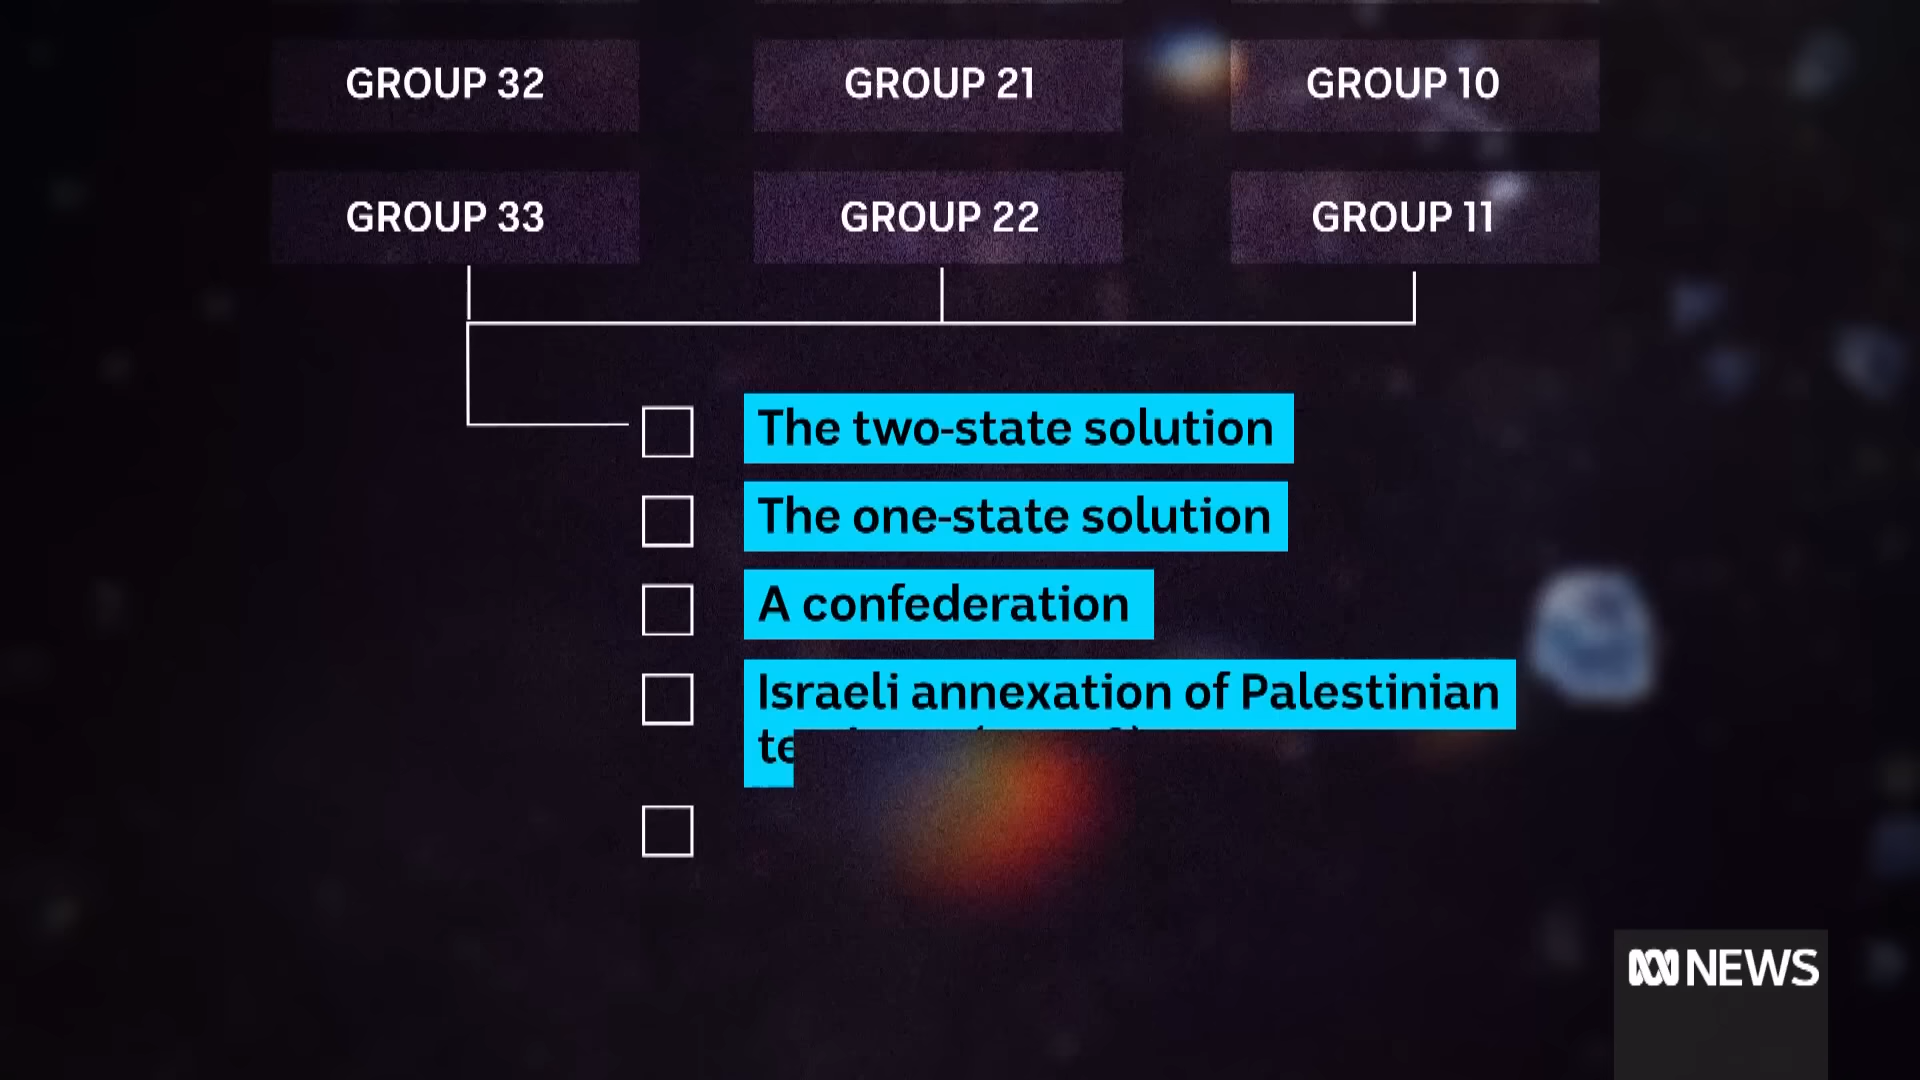 GROUP 32 GROUP 21 GROUP 10
GROUP 33 GROUP 22 GROUP 11
The two-state solution
The one-state solution
A confederation
Israeli annexation of Palestinian
te
NEWS